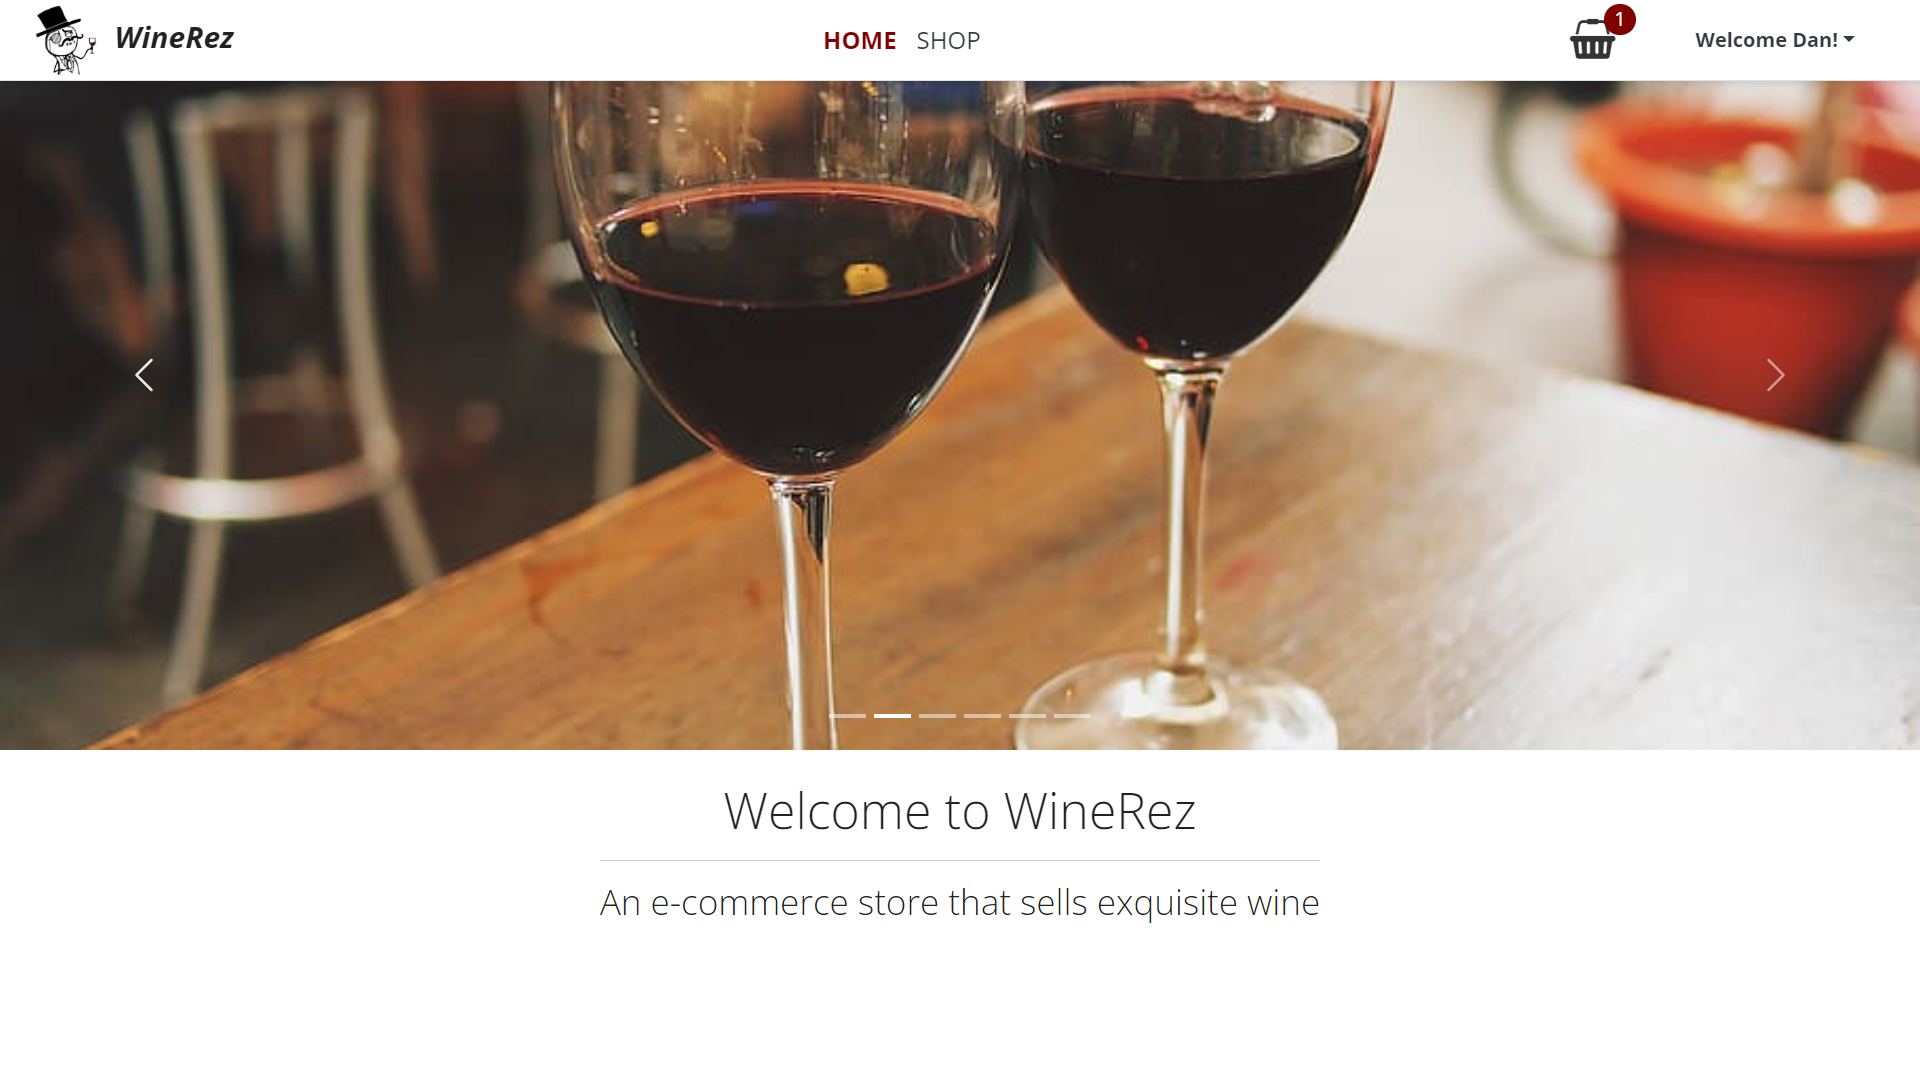 WineRez
HOME SHOP
1
Welcome Dan!
Welcome to WineRez
An e-commerce store that sells exquisite wine